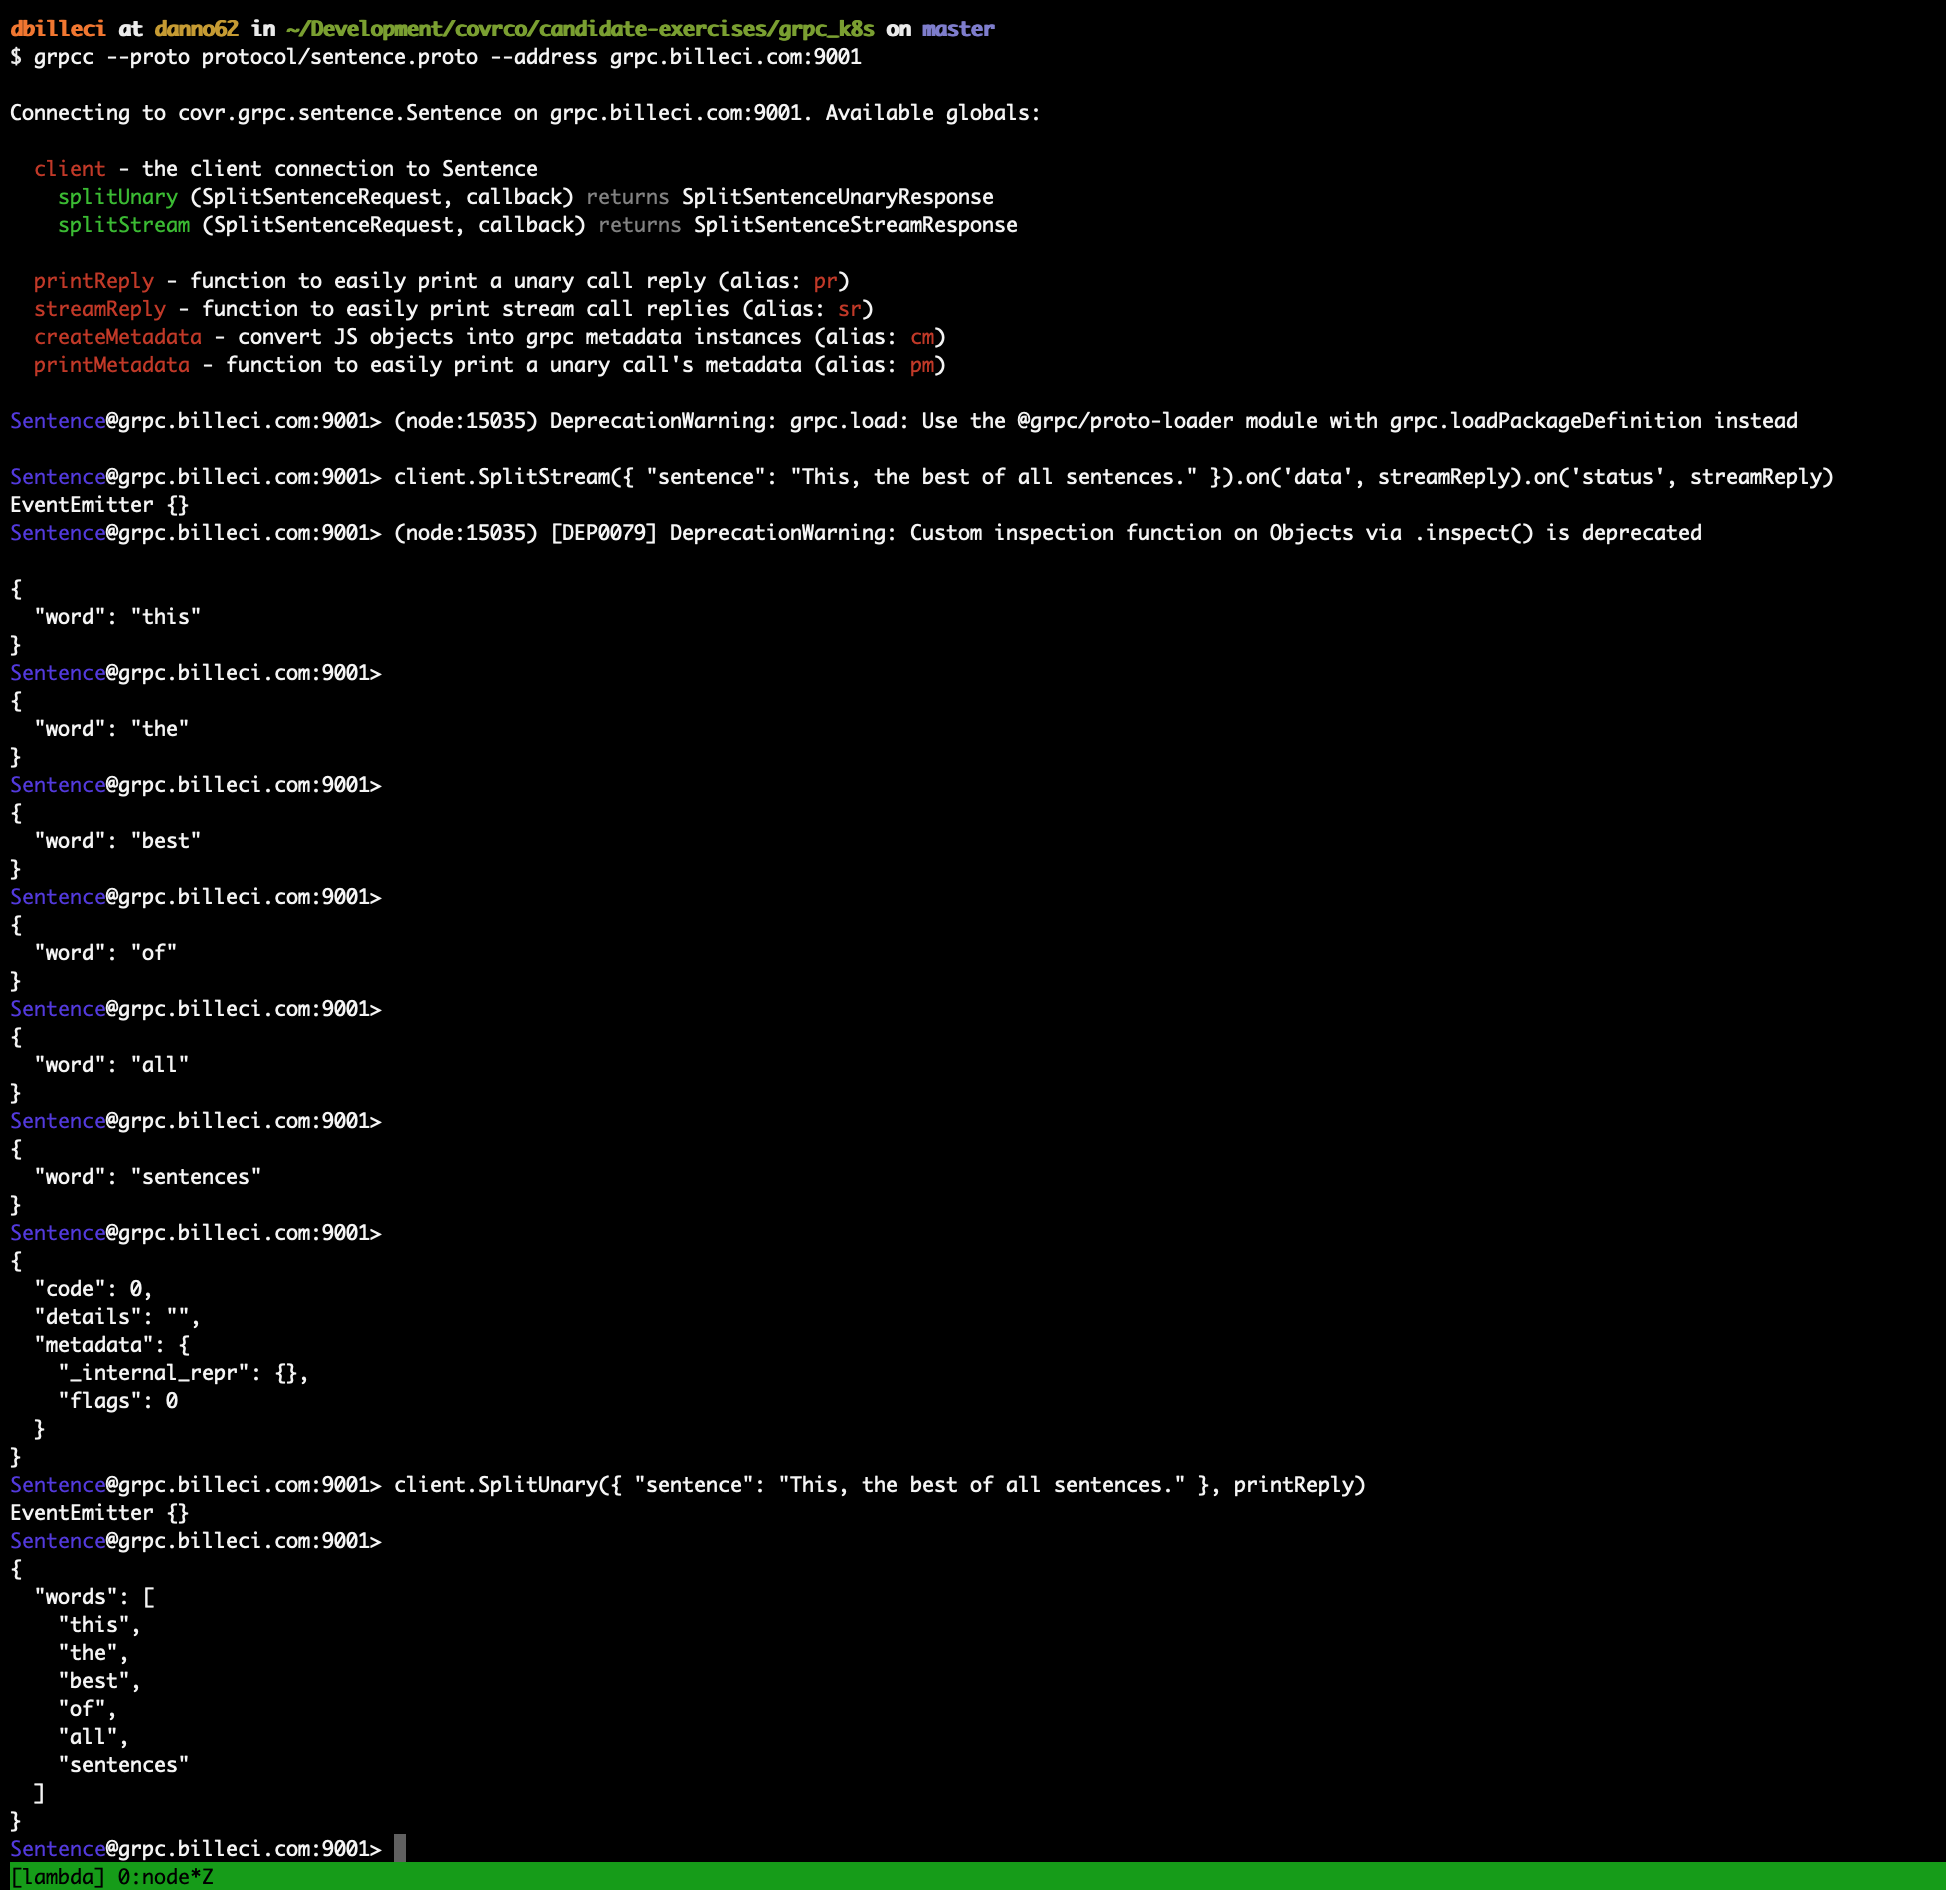 dbilleci at danno62 in ~/Development/covrco/candidate-exercises/grpc_k8s on master
$ grpcc --proto protocol/sentence.proto --address grpc.billeci.com:9001

Connecting to covr.grpc.sentence.Sentence on grpc.billeci.com:9001. Available globals:

  client - the client connection to Sentence
    splitUnary (SplitSentenceRequest, callback) returns SplitSentenceUnaryResponse
    splitStream (SplitSentenceRequest, callback) returns SplitSentenceStreamResponse

  printReply - function to easily print a unary call reply (alias: pr)
  streamReply - function to easily print stream call replies (alias: sr)
  createMetadata - convert JS objects into grpc metadata instances (alias: cm)
  printMetadata - function to easily print a unary call's metadata (alias: pm)

Sentence@grpc.billeci.com:9001> (node:15035) DeprecationWarning: grpc.load: Use the @grpc/proto-loader module with grpc.loadPackageDefinition instead

Sentence@grpc.billeci.com:9001> client.SplitStream({ "sentence": "This, the best of all sentences." }).on('data', streamReply).on('status', streamReply)
EventEmitter {}
Sentence@grpc.billeci.com:9001> (node:15035) [DEP0079] DeprecationWarning: Custom inspection function on Objects via .inspect() is deprecated

{
  "word": "this"
}
Sentence@grpc.billeci.com:9001>
{
  "word": "the"
}
Sentence@grpc.billeci.com:9001>
{
  "word": "best"
}
Sentence@grpc.billeci.com:9001>
{
  "word": "of"
}
Sentence@grpc.billeci.com:9001>
{
  "word": "all"
}
Sentence@grpc.billeci.com:9001>
{
  "word": "sentences"
}
Sentence@grpc.billeci.com:9001>
{
  "code": 0,
  "details": "",
  "metadata": {
    "_internal_repr": {},
    "flags": 0
  }
}
Sentence@grpc.billeci.com:9001> client.SplitUnary({ "sentence": "This, the best of all sentences." }, printReply)
EventEmitter {}
Sentence@grpc.billeci.com:9001>
{
  "words": [
    "this",
    "the",
    "best",
    "of",
    "all",
    "sentences"
  ]
}
Sentence@grpc.billeci.com:9001>
[lambda] 0:node*Z